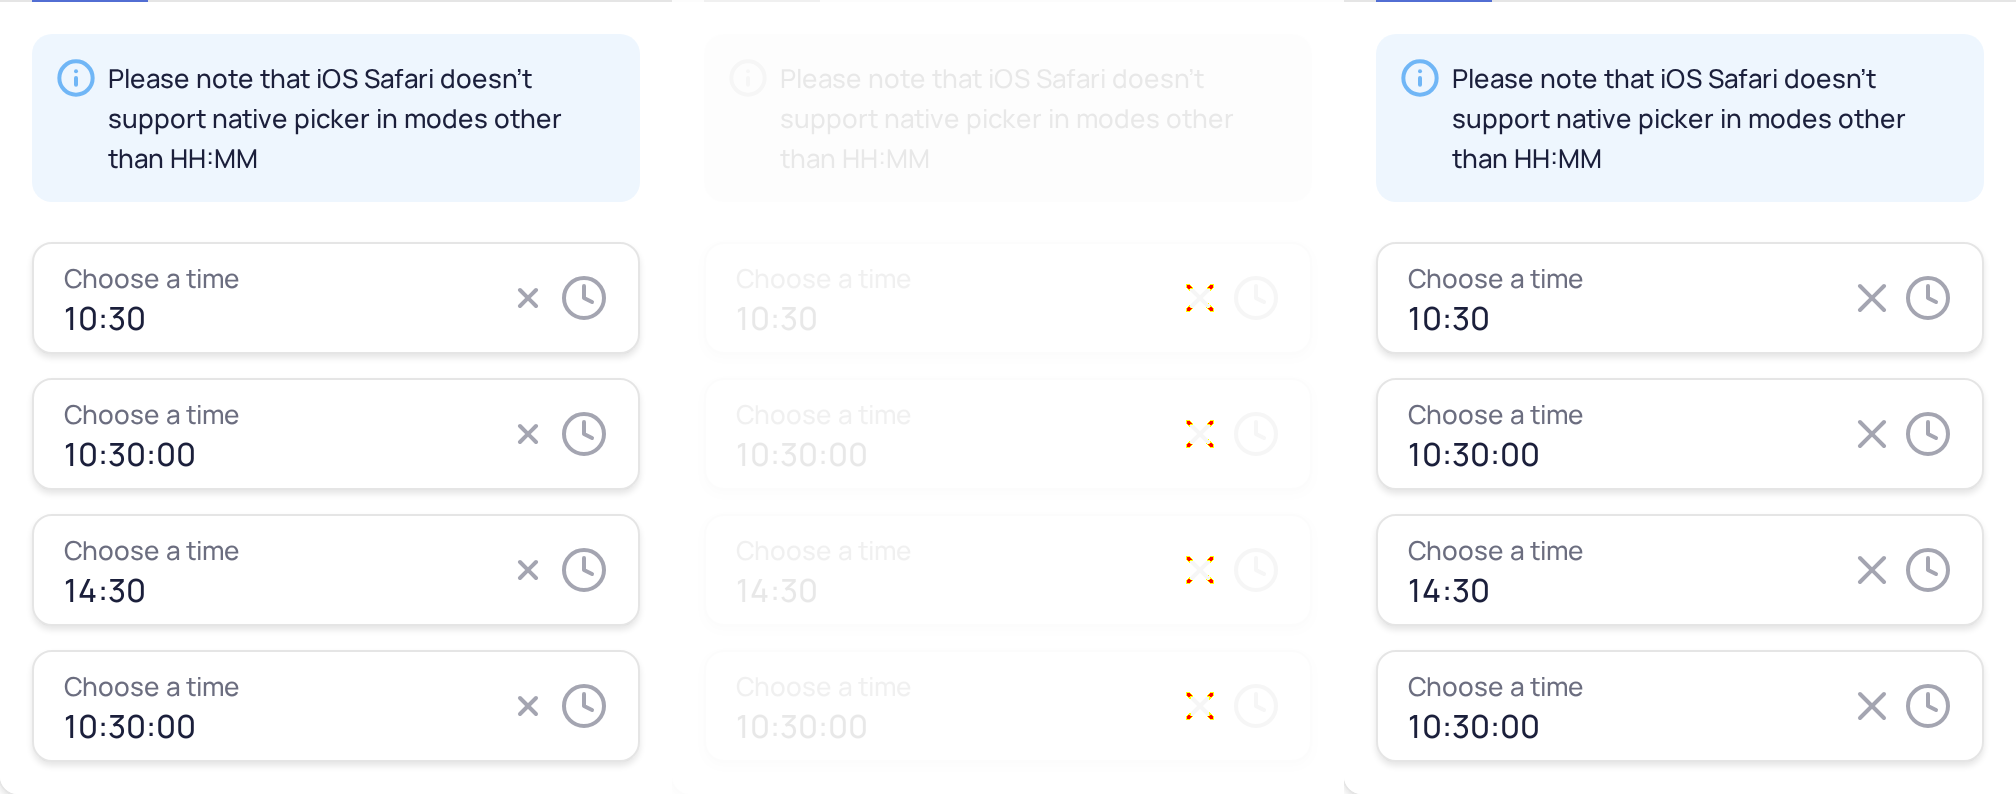 Please note that iOS Safari doesn't
support native picker in modes other
than HH:MM
Choose a time
10:30
Choose a time
10:30:00
Choose a time
14:30
Choose a time
10:30:00
Please note that iOS Safari doesn't
support native picker in modes other
than HH:MM
Choose a time
10:30
Choose a time
10:30:00
Choose a time
14:30
Choose a time
10:30:00
Please note that iOS Safari doesn't
support native picker in modes other
than HH:MM
Choose a time
10:30
Choose a time
10:30:00
Choose a time
14:30
Choose a time
10:30:00